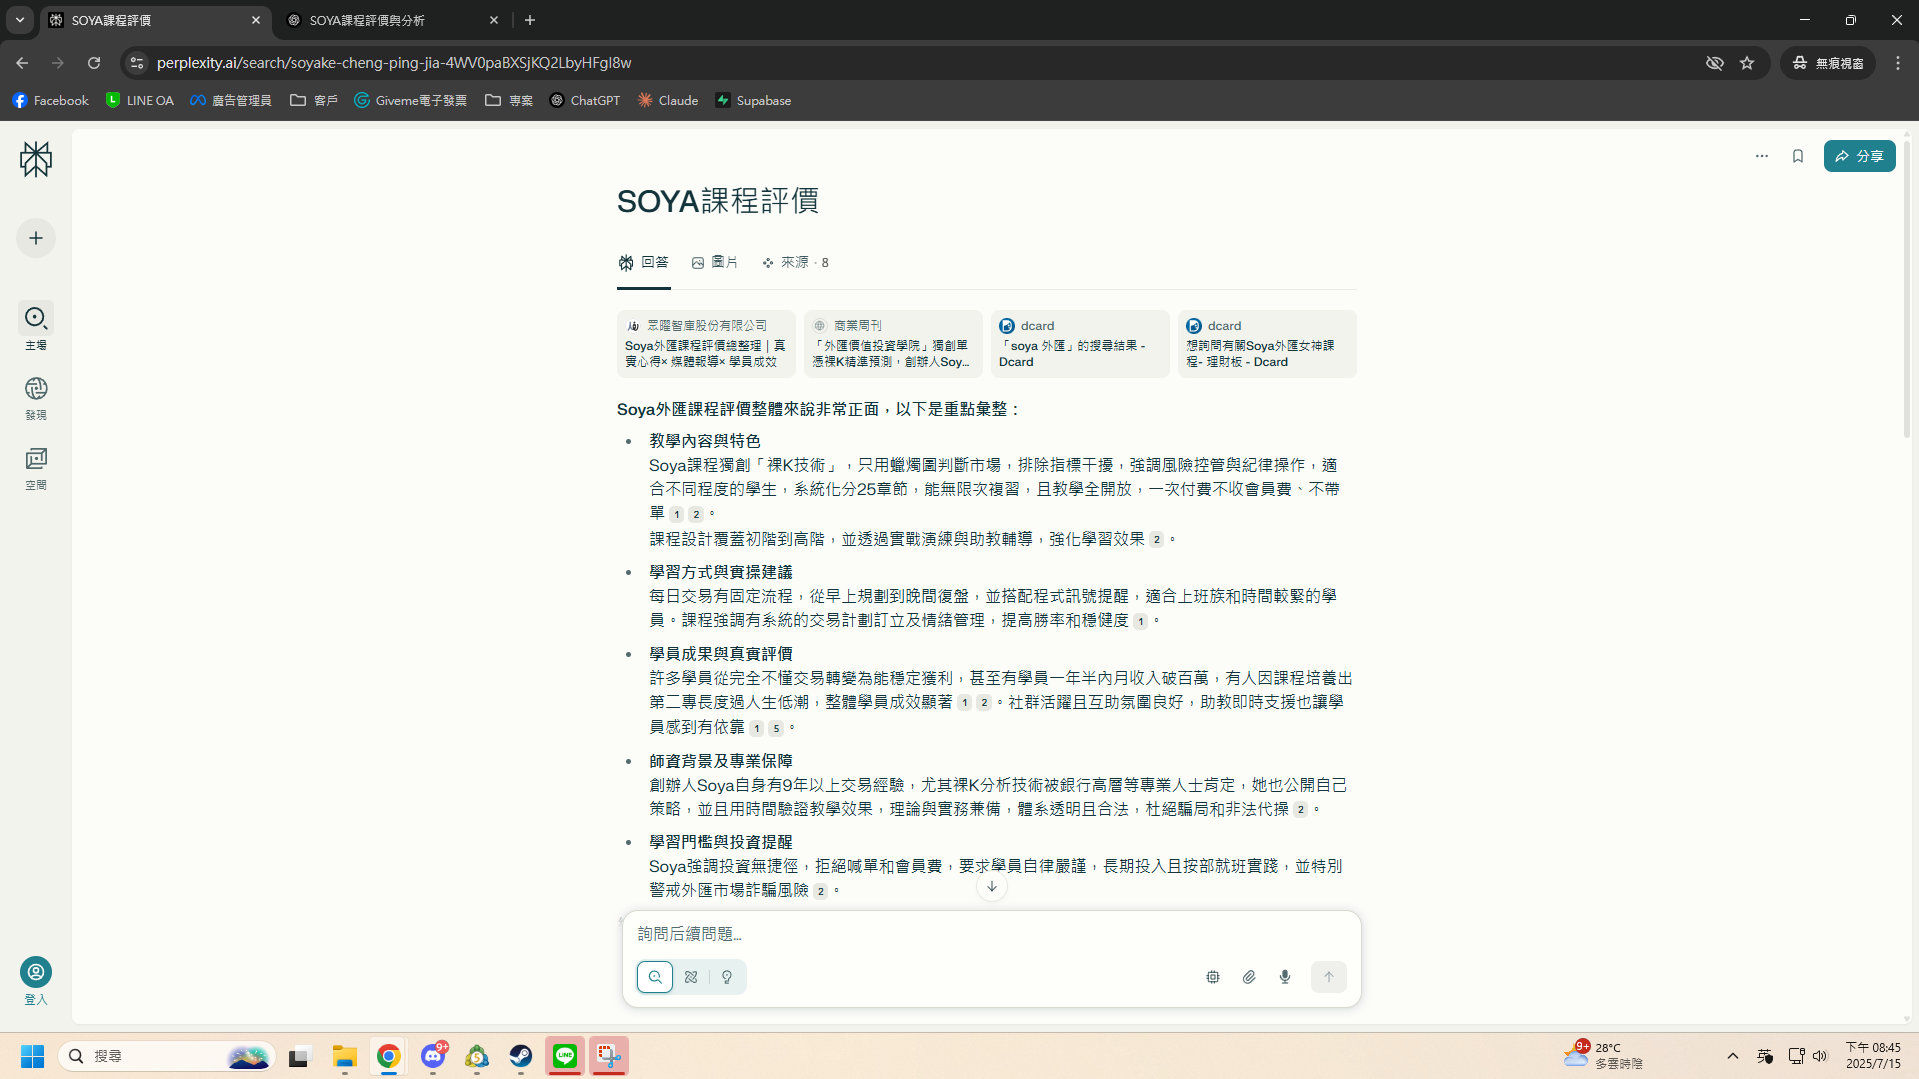 SOYA課程評價
SOYA課程評價與分析
perplexity.ai/search/soyake-cheng-ping-jia-4WV0paBXSjKQ2LbyHFgI8w
無痕視窗
Facebook
LINE OA
廣告管理員
客戶
Giveme電子發票
專案
ChatGPT
Claude
Supabase
分享
SOYA課程評價
回答
圖片
來源 · 8
眾曜智庫股份有限公司
Soya外匯課程評價總整理｜真
實心得× 媒體報導× 學員成效
商業周刊
「外匯價值投資學院」獨創單
憑裸K精準預測，創辦人Soy...
dcard
「soya 外匯」的搜尋結果 -
Dcard
dcard
想詢問有關Soya外匯女神課
程- 理財板 - Dcard
Soya外匯課程評價整體來說非常正面，以下是重點彙整：
教學內容與特色
Soya課程獨創「裸K技術」，只用蠟燭圖判斷市場，排除指標干擾，強調風險控管與紀律操作，適
合不同程度的學生，系統化分25章節，能無限次複習，且教學全開放，一次付費不收會員費、不帶
單 1 2 。
課程設計覆蓋初階到高階，並透過實戰演練與助教輔導，強化學習效果 2 。
學習方式與實操建議
每日交易有固定流程，從早上規劃到晚間復盤，並搭配程式訊號提醒，適合上班族和時間較緊的學
員。課程強調有系統的交易計劃訂立及情緒管理，提高勝率和穩健度 1 。
學員成果與真實評價
許多學員從完全不懂交易轉變為能穩定獲利，甚至有學員一年半內月收入破百萬，有人因課程培養出
第二專長度過人生低潮，整體學員成效顯著 1 2 。社群活躍且互助氛圍良好，助教即時支援也讓學
員感到有依靠 1 5 。
師資背景及專業保障
創辦人Soya自身有9年以上交易經驗，尤其裸K分析技術被銀行高層等專業人士肯定，她也公開自己
策略，並且用時間驗證教學效果，理論與實務兼備，體系透明且合法，杜絕騙局和非法代操 2 。
學習門檻與投資提醒
Soya強調投資無捷徑，拒絕喊單和會員費，要求學員自律嚴謹，長期投入且按部就班實踐，並特別
警戒外匯市場詐騙風險 2 。
詢問后續問題...
主場
發現
空間
登入
搜尋
9+
9+
28°C
多雲時陰
英
下午 08:45
2025/7/15